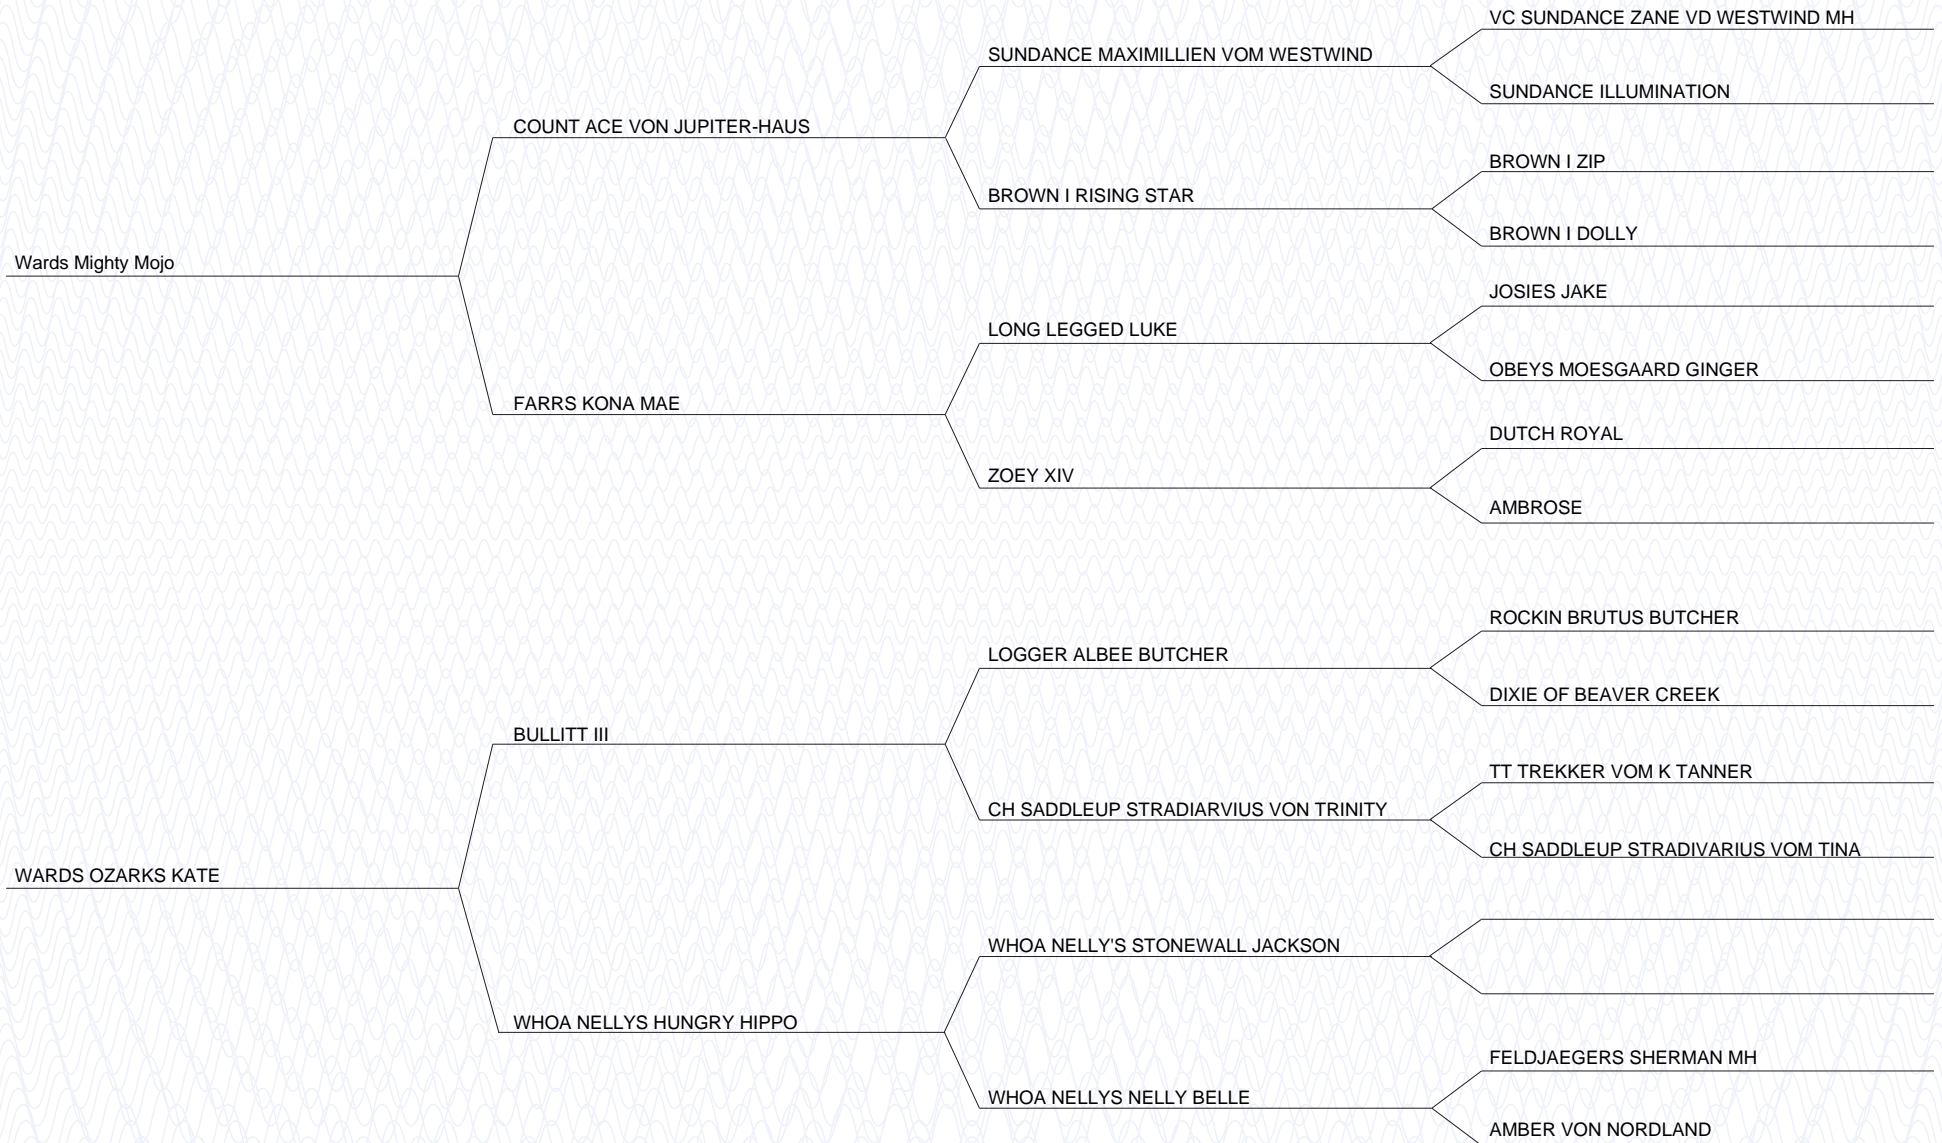 VC SUNDANCE ZANE VD WESTWIND MH
SUNDANCE MAXIMILLIEN VOM WESTWIND
SUNDANCE ILLUMINATION
COUNT ACE VON JUPITER-HAUS
BROWN I ZIP
BROWN I RISING STAR
BROWN I DOLLY
Wards Mighty Mojo
JOSIES JAKE
LONG LEGGED LUKE
OBEYS MOESGAARD GINGER
FARRS KONA MAE
DUTCH ROYAL
ZOEY XIV
AMBROSE
ROCKIN BRUTUS BUTCHER
LOGGER ALBEE BUTCHER
DIXIE OF BEAVER CREEK
BULLITT III
TT TREKKER VOM K TANNER
CH SADDLEUP STRADIARVIUS VON TRINITY
CH SADDLEUP STRADIVARIUS VOM TINA
WARDS OZARKS KATE
WHOA NELLY'S STONEWALL JACKSON
WHOA NELLYS HUNGRY HIPPO
FELDJAEGERS SHERMAN MH
WHOA NELLYS NELLY BELLE
AMBER VON NORDLAND